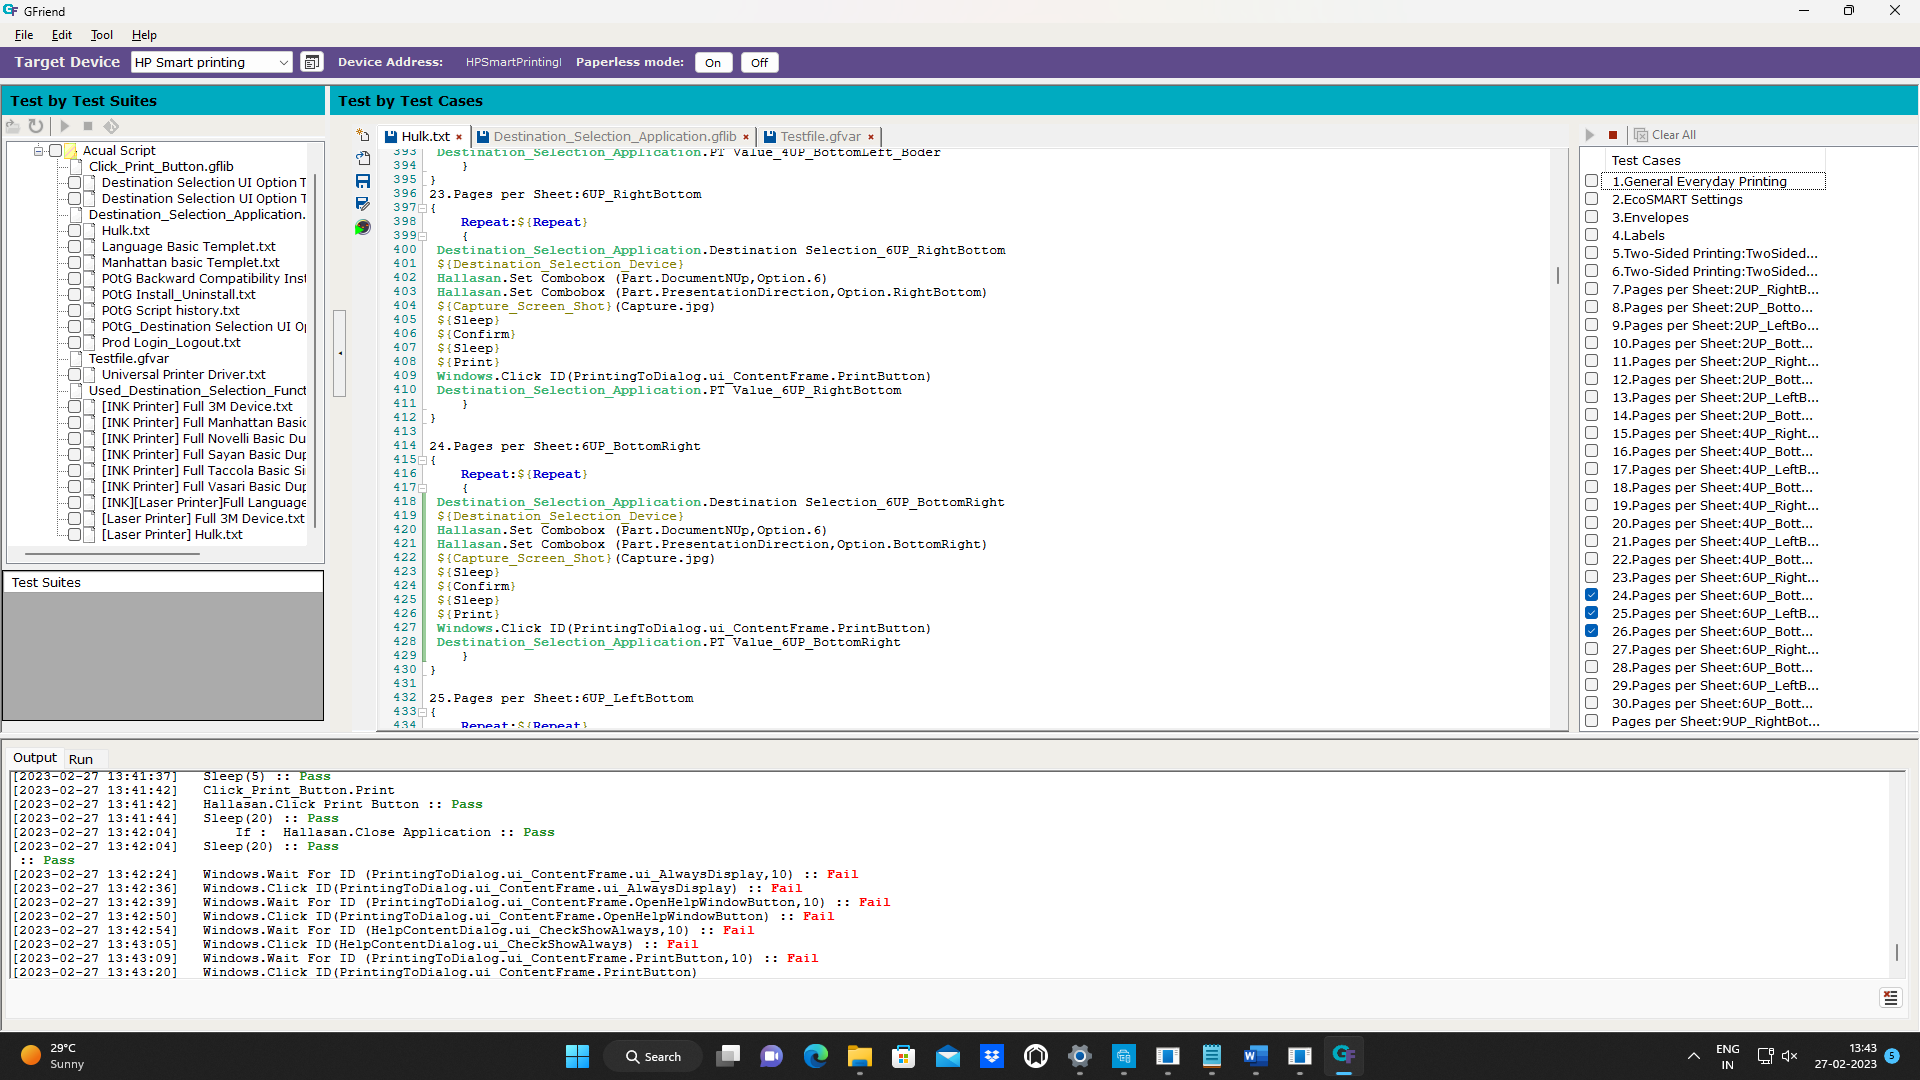 GFriend
File Edit Tool Help
Target Device HP Smart printing Device Address: HPSmartPrintingI Paperless mode: On Off
Test by Test Suites
Test by Test Cases
Acual Script
Click_Print_Button.gflib
Destination Selection UI Option T
Destination Selection UI Option T
Destination_Selection_Application.
Hulk.txt
Language Basic Templet.txt
Manhattan basic Templet.txt
POtG Backward Compatibility Inst
POtG Install_Uninstall.txt
POtG Script history.txt
POtG_Destination Selection UI Op
Prod Login_Logout.txt
Testfile.gfvar
Universal Printer Driver.txt
Used_Destination_Selection_Funct
[INK Printer] Full 3M Device.txt
[INK Printer] Full Manhattan Basic
[INK Printer] Full Novelli Basic Du
[INK Printer] Full Sayan Basic Dup
[INK Printer] Full Taccola Basic Si
[INK Printer] Full Vasari Basic Dup
[INK][Laser Printer]Full Language
[Laser Printer] Full 3M Device.txt
[Laser Printer] Hulk.txt
Test Suites
Hulk.txt Destination_Selection_Application.gflib Testfile.gfvar
393 Destination_Selection_Application.PT Value_4UP_BottomLeft_Boder
394 }
395 }
396 23.Pages per Sheet:6UP_RightBottom
397 {
398 Repeat:${Repeat}
399 {
400 Destination_Selection_Application.Destination Selection_6UP_RightBottom
401 ${Destination_Selection_Device}
402 Hallasan.Set Combobox (Part.DocumentNUp,Option.6)
403 Hallasan.Set Combobox (Part.PresentationDirection,Option.RightBottom)
404 ${Capture_Screen_Shot}(Capture.jpg)
405 ${Sleep}
406 ${Confirm}
407 ${Sleep}
408 ${Print}
409 Windows.Click ID(PrintingToDialog.ui_ContentFrame.PrintButton)
410 Destination_Selection_Application.PT Value_6UP_RightBottom
411 }
412 }
413
414 24.Pages per Sheet:6UP_BottomRight
415 {
416 Repeat:${Repeat}
417 {
418 Destination_Selection_Application.Destination Selection_6UP_BottomRight
419 ${Destination_Selection_Device}
420 Hallasan.Set Combobox (Part.DocumentNUp,Option.6)
421 Hallasan.Set Combobox (Part.PresentationDirection,Option.BottomRight)
422 ${Capture_Screen_Shot}(Capture.jpg)
423 ${Sleep}
424 ${Confirm}
425 ${Sleep}
426 ${Print}
427 Windows.Click ID(PrintingToDialog.ui_ContentFrame.PrintButton)
428 Destination_Selection_Application.PT Value_6UP_BottomRight
429 }
430 }
431
432 25.Pages per Sheet:6UP_LeftBottom
433 {
434 Repeat:${Repeat}
Clear All
Test Cases
1.General Everyday Printing
2.EcoSMART Settings
3.Envelopes
4.Labels
5.Two-Sided Printing:TwoSided...
6.Two-Sided Printing:TwoSided...
7.Pages per Sheet:2UP_RightB...
8.Pages per Sheet:2UP_Botto...
9.Pages per Sheet:2UP_LeftBo...
10.Pages per Sheet:2UP_Bott...
11.Pages per Sheet:2UP_Right...
12.Pages per Sheet:2UP_Bott...
13.Pages per Sheet:2UP_LeftB...
14.Pages per Sheet:2UP_Bott...
15.Pages per Sheet:4UP_Right...
16.Pages per Sheet:4UP_Bott...
17.Pages per Sheet:4UP_LeftB...
18.Pages per Sheet:4UP_Bott...
19.Pages per Sheet:4UP_Right...
20.Pages per Sheet:4UP_Bott...
21.Pages per Sheet:4UP_LeftB...
22.Pages per Sheet:4UP_Bott...
23.Pages per Sheet:6UP_Right...
24.Pages per Sheet:6UP_Bott...
25.Pages per Sheet:6UP_LeftB...
26.Pages per Sheet:6UP_Bott...
27.Pages per Sheet:6UP_Right...
28.Pages per Sheet:6UP_Bott...
29.Pages per Sheet:6UP_LeftB...
30.Pages per Sheet:6UP_Bott...
Pages per Sheet:9UP_RightBot...
Output Run
[2023-02-27 13:41:37] Sleep(5) :: Pass
[2023-02-27 13:41:42] Click_Print_Button.Print
[2023-02-27 13:41:42] Hallasan.Click Print Button :: Pass
[2023-02-27 13:41:44] Sleep(20) :: Pass
[2023-02-27 13:42:04] If : Hallasan.Close Application :: Pass
[2023-02-27 13:42:04] Sleep(20) :: Pass
:: Pass
[2023-02-27 13:42:24] Windows.Wait For ID (PrintingToDialog.ui_ContentFrame.ui_AlwaysDisplay,10) :: Fail
[2023-02-27 13:42:36] Windows.Click ID(PrintingToDialog.ui_ContentFrame.ui_AlwaysDisplay) :: Fail
[2023-02-27 13:42:39] Windows.Wait For ID (PrintingToDialog.ui_ContentFrame.OpenHelpWindowButton,10) :: Fail
[2023-02-27 13:42:50] Windows.Click ID(PrintingToDialog.ui_ContentFrame.OpenHelpWindowButton) :: Fail
[2023-02-27 13:42:54] Windows.Wait For ID (HelpContentDialog.ui_CheckShowAlways,10) :: Fail
[2023-02-27 13:43:05] Windows.Click ID(HelpContentDialog.ui_CheckShowAlways) :: Fail
[2023-02-27 13:43:09] Windows.Wait For ID (PrintingToDialog.ui_ContentFrame.PrintButton,10) :: Fail
[2023-02-27 13:43:20] Windows.Click ID(PrintingToDialog.ui_ContentFrame.PrintButton)
29°C
Sunny
Search
ENG
IN
13:43
27-02-2023
5